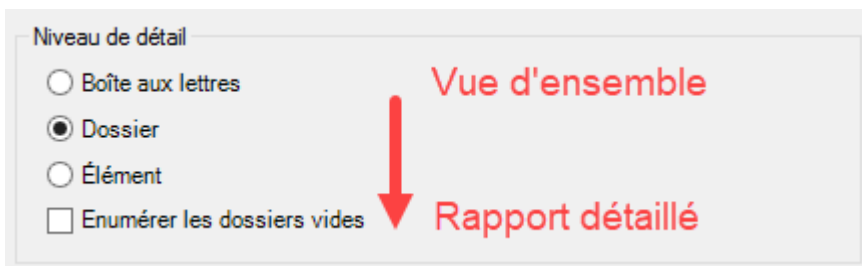 Niveau de détail
Boîte aux lettres
Vue d'ensemble
Dossier
Élément
Enumérer les dossiers vides
Rapport détaillé